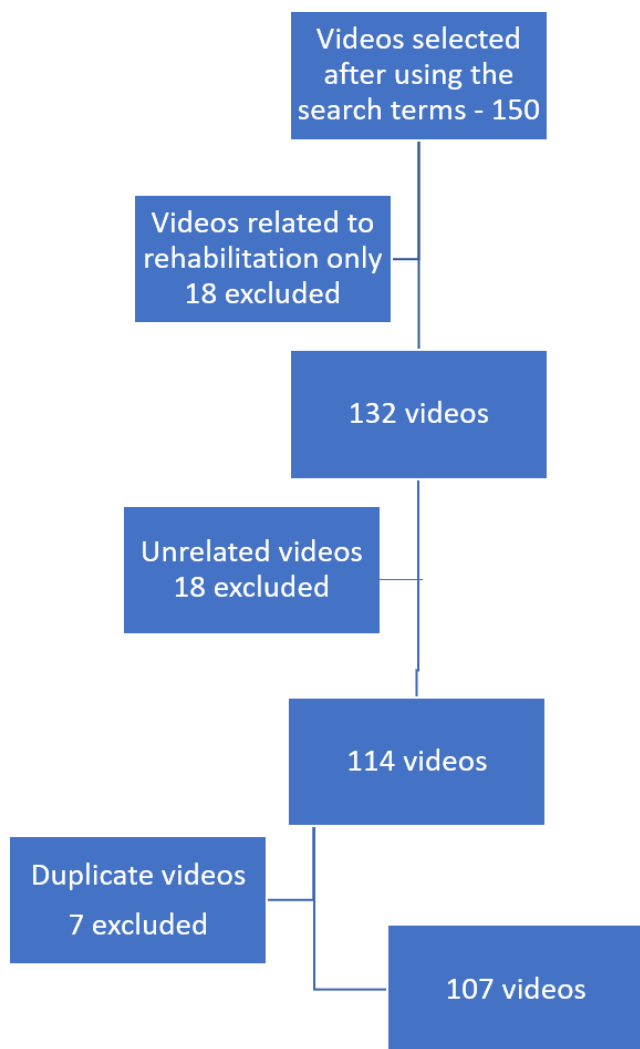 Videos selected
after using the
search terms - 150
Videos related to
rehabilitation only
18 excluded
132 videos
Unrelated videos
18 excluded
114 videos
Duplicate videos
7 excluded
107 videos